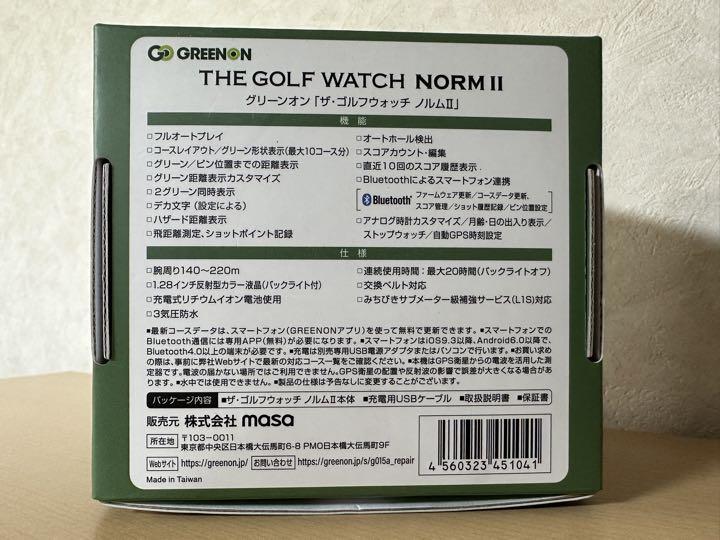 GREENON
THE GOLF WATCH NORM II
グリーンオン「ザ・ゴルフウォッチ ノルムⅡ」
機能
□フルオートプレイ
□コースレイアウト／グリーン形状表示(最大10コース分)
□グリーン/ピン位置までの距離表示
□グリーン距離表示カスタマイズ
□2グリーン同時表示
□デカ文字 (設定による)
□ハザード距離表示
□飛距離測定、ショットポイント記録
□オートホール検出
□スコアカウント・編集
□直近10回のスコア履歴表示
□Bluetoothによるスマートフォン連携
Bluetooth ファームウェア更新／コースデータ更新、
スコア管理／ショット履歴記録／ピン位置設定
□アナログ時計カスタマイズ／月齢・日の出入り表示／
ストップウォッチ／自動GPS時刻設定
仕様
□腕周り140～220m
□1.28インチ反射型カラー液晶(バックライト付)
□充電式リチウムイオン電池使用
□3気圧防水
□連続使用時間：最大20時間(バックライトオフ)
□交換ベルト対応
□みちびきサブメーター級補強サービス(L1S)対応
■最新コースデータは、スマートフォン(GREENONアプリ)を使って無料で更新できます。■スマートフォンでの
Bluetooth通信には専用APP(無料)が必要になります。■スマートフォンはiOS9.3以降、Android6.0以降で、
Bluetooth4.0以上の端末が必要です。■充電は別売専用USB電源アダプタまたはパソコンで行います。■お買い求め
の際は、事前に弊社Webサイトで最新の対応コース一覧をご確認ください。■本機はGPS衛星からの電波を活用した測
定器です。電波の届かない場所ではご利用できません。GPS衛星の配置や反射波の影響で誤差が大きくなる場合があり
ます。■水中では使用できません。■製品の仕様は予告なしに変更することがございます。
パッケージ内容 ■ザ・ゴルフウォッチ ノルムⅡ本体 ■充電用USBケーブル ■取扱説明書 ■保証書
販売元 株式会社 masa
所在地 〒103-0011
東京都中央区日本橋大伝馬町6-8 PMO日本橋大伝馬町9F
Webサイト https://greenon.jp/ お問い合わせ https://greenon.jp/s/g015a_repair
Made in Taiwan
4 560323 451041